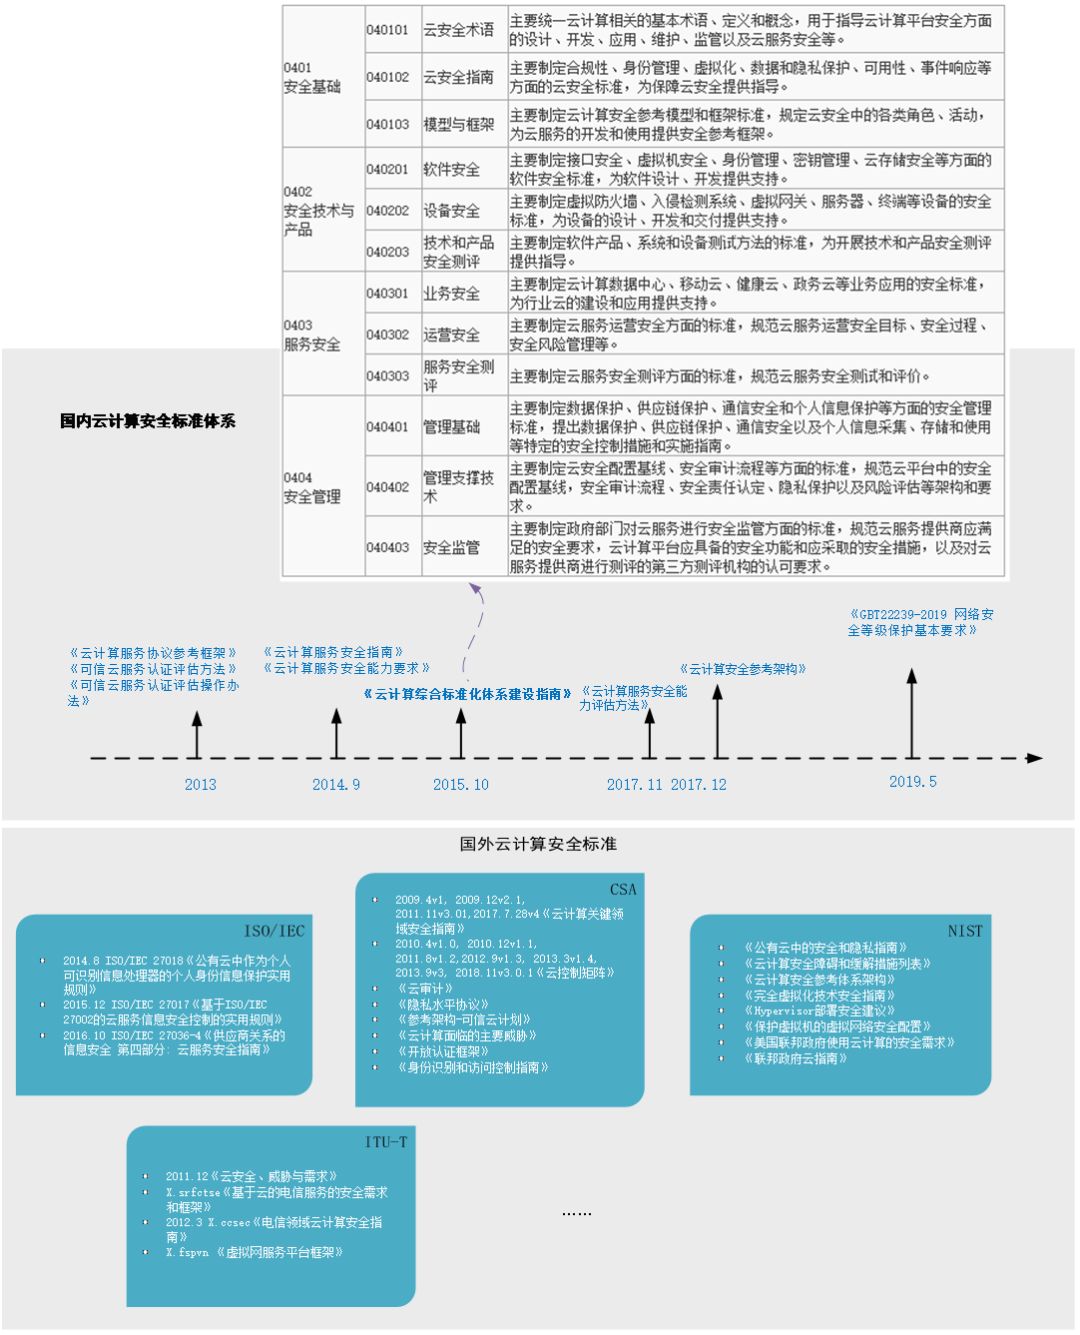 0401
安全基础
040101
云安全术语
主要统一云计算相关的基本术语、定义和概念，用于指导云计算平台安全方面
的设计、开发、应用、维护、监管以及云服务安全等。
040102
云安全指南
主要制定合规性、身份管理、虚拟化、数据和隐私保护、可用性、事件响应等
方面的云安全标准，为保障云安全提供指导。
040103
模型与框架
主要制定云计算安全参考模型和框架标准，规定云安全中的各类角色、活动，
为云服务的开发和使用提供安全参考框架。
0402
安全技术与
产品
040201
软件安全
主要制定接口安全、虚拟机安全、身份管理、密钥管理、云存储安全等方面的
软件安全标准，为软件设计、开发提供支持。
040202
设备安全
主要制定虚拟防火墙、入侵检测系统、虚拟网关、服务器、终端等设备的安全
标准，为设备的设计、开发和交付提供支持。
040203
技术和产品
安全测评
主要制定软件产品、系统和设备测试方法的标准，为开展技术和产品安全测评
提供指导。
0403
服务安全
040301
业务安全
主要制定云计算数据中心、移动云、健康云、政务云等业务应用的安全标准，
为行业云的建设和应用提供支持。
040302
运营安全
主要制定云服务运营安全方面的标准，规范云服务运营安全目标、安全过程、
安全风险管理等。
040303
服务安全测
评
主要制定云服务安全测评方面的标准，规范云服务安全测试和评价。
0404
安全管理
040401
管理基础
主要制定数据保护、供应链保护、通信安全和个人信息保护等方面的安全管理
标准，提出数据保护、供应链保护、通信安全以及个人信息采集、存储和使用
等特定的安全控制措施和实施指南。
040402
管理支撑技
术
主要制定云安全配置基线、安全审计流程等方面的标准，规范云平台中的安全
配置基线，安全审计流程、安全责任认定、隐私保护以及风险评估等架构和要
求。
040403
安全监管
主要制定政府部门对云服务进行安全监管方面的标准，规范云服务提供商应满
足的安全要求，云计算平台应具备的安全功能和应采取的安全措施，以及对云
服务提供商进行测评的第三方测评机构的认可要求。
国内云计算安全标准体系
《云计算服务协议参考框架》
《可信云服务认证评估方法》
《可信云服务认证评估操作办
法》
《云计算服务安全指南》
《云计算服务安全能力要求》
《云计算综合标准化体系建设指南》
《云计算服务安全能
力评估方法》
《云计算安全参考架构》
《GBT22239-2019 网络安
全等级保护基本要求》
2013
2014.9
2015.10
2017.11
2017.12
2019.5
国外云计算安全标准
ISO/IEC
• 2014.8 ISO/IEC 27018《公有云中作为个人
可识别信息处理器的个人身份信息保护实用
规则》
• 2015.12 ISO/IEC 27017《基于ISO/IEC
27002的云服务信息安全控制的实用规则》
• 2016.10 ISO/IEC 27036-4《供应商关系的
信息安全 第四部分：云服务安全指南》
CSA
• 2009.4v1, 2009.12v2.1,
2011.11v3.01,2017.7.28v4《云计算关键领
域安全指南》
• 2010.4v1.0, 2010.12v1.1,
2011.8v1.2,2012.9v1.3, 2013.3v1.4,
2013.9v3, 2018.11v3.0.1《云控制矩阵》
• 《云审计》
• 《隐私水平协议》
• 《参考架构-可信云计划》
• 《云计算面临的主要威胁》
• 《开放认证框架》
• 《身份识别和访问控制指南》
NIST
• 《公有云中的安全和隐私指南》
• 《云计算安全障碍和缓解措施列表》
• 《云计算安全参考体系架构》
• 《完全虚拟化技术安全指南》
• 《Hypervisor部署安全建议》
• 《保护虚拟机的虚拟网络安全配置》
• 《美国联邦政府使用云计算的安全需求》
• 《联邦政府云指南》
ITU-T
• 2011.12《云安全、威胁与需求》
• X.srfctse《基于云的电信服务的安全需求
和框架》
• 2012.3 X.ccsec《电信领域云计算安全指
南》
• X.fspvn 《虚拟网服务平台框架》
……